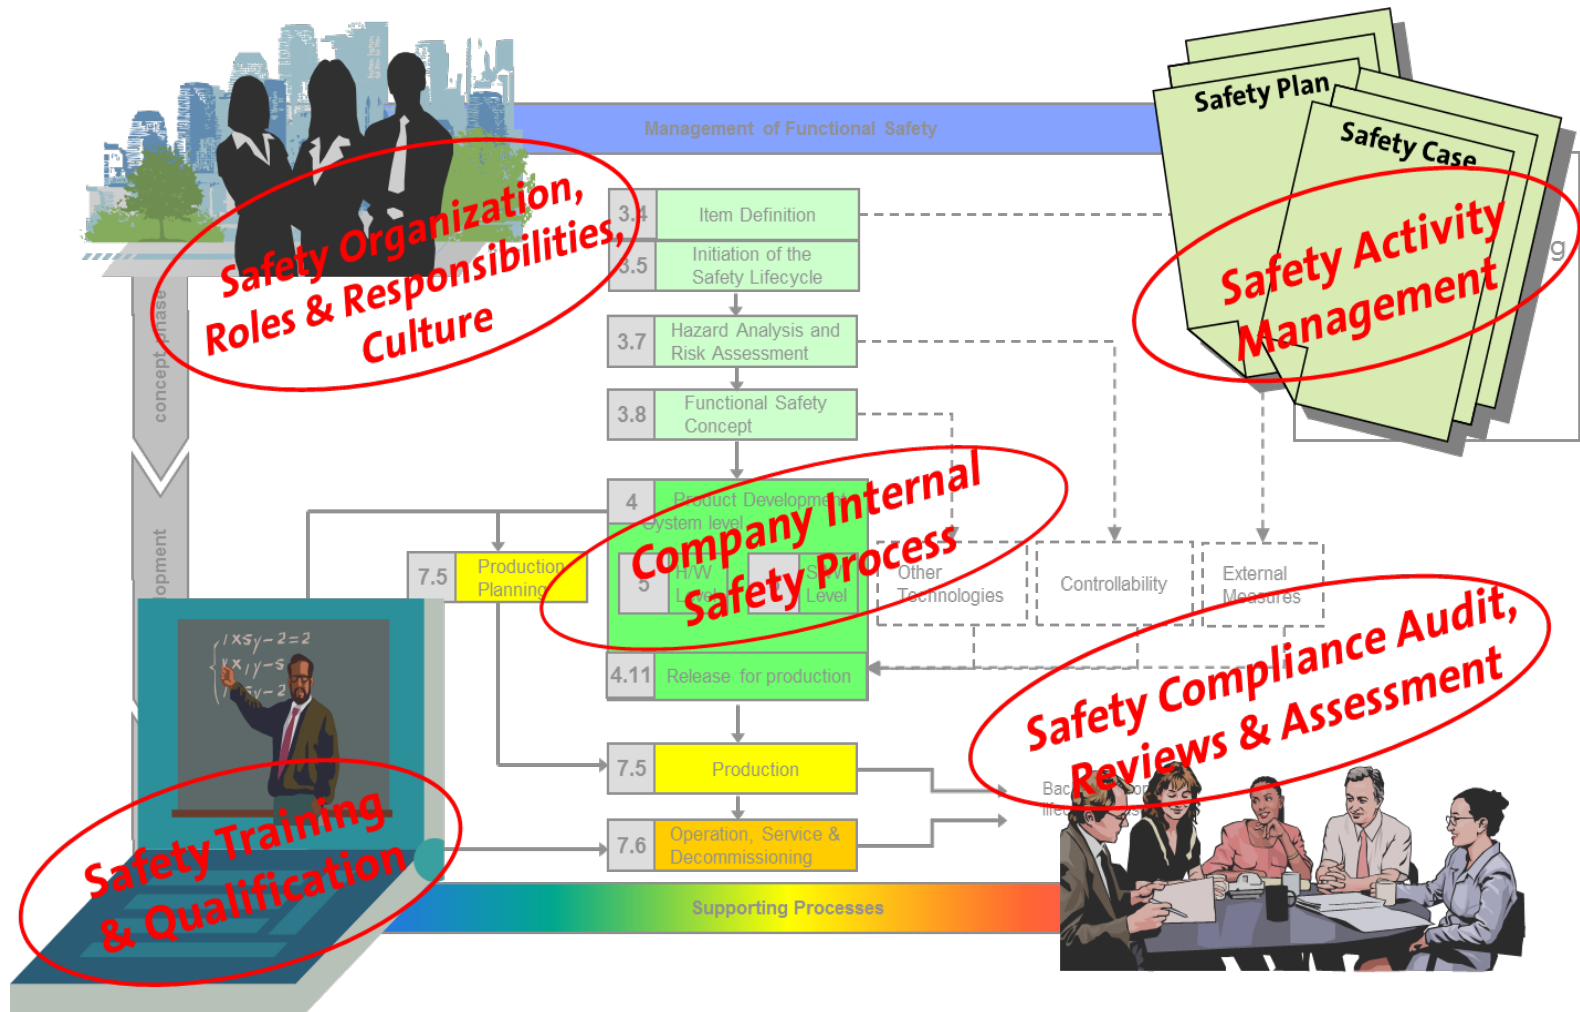 Safety Plan
Safety Case
Management of Functional Safety
Safety Organization,
Roles & Responsibilities,
Culture
Safety Activity
Management
g
3.4
Item Definition
3.5
Initiation of the
Safety Lifecycle
concept phase
3.7
Hazard Analysis and
Risk Assessment
3.8
Functional Safety
Concept
4
Product Development
System level
Company Internal
Safety Process
7.5
Production
Planning
5
H/W
Level
S/W
Level
Other
Technologies
Controllability
External
Measures
opment
4.11
Release for production
Safety Compliance Audit,
Reviews & Assessment
1x5y-2=2
7.5
Production
7.6
Operation, Service &
Decommissioning
Safety Training
& Qualification
Supporting Processes